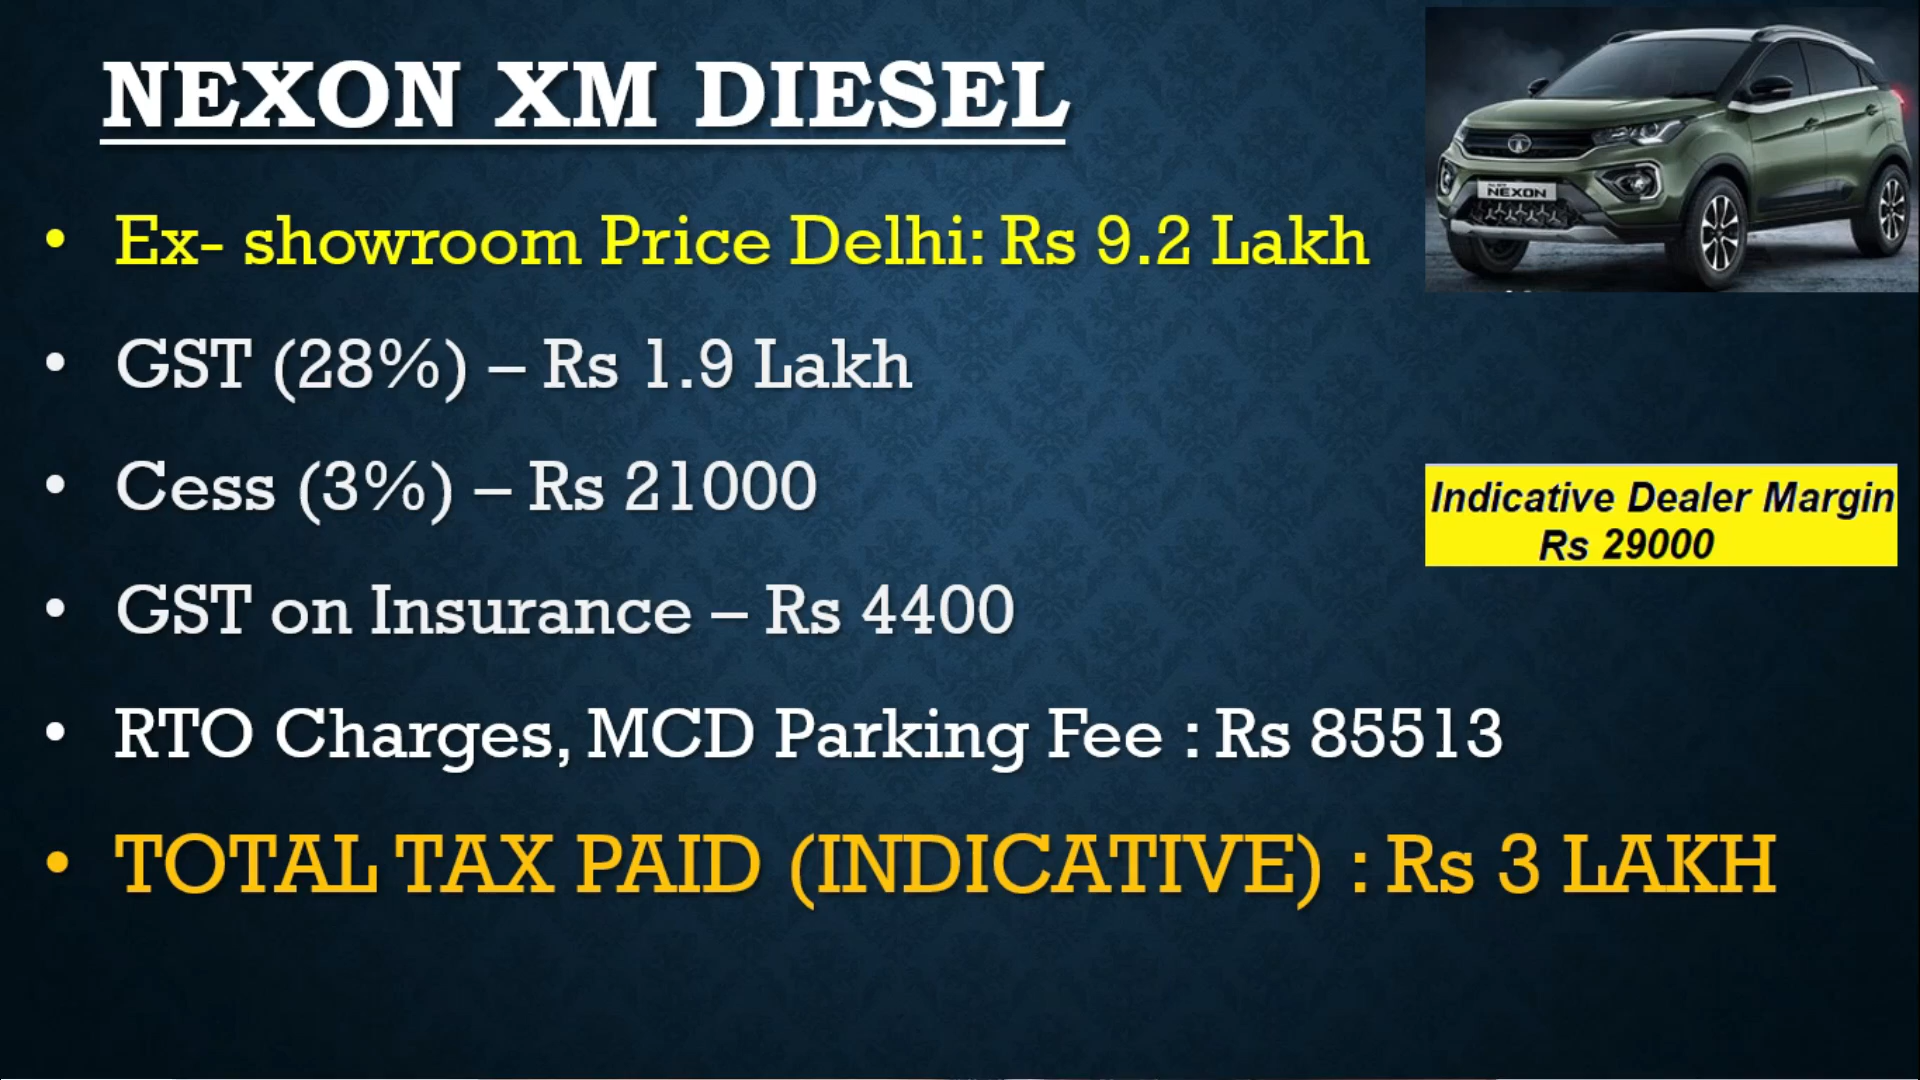 NEXON XM DIESEL
• Ex- showroom Price Delhi: Rs 9.2 Lakh
• GST (28%) – Rs 1.9 Lakh
• Cess (3%) – Rs 21000
• GST on Insurance – Rs 4400
• RTO Charges, MCD Parking Fee : Rs 85513
• TOTAL TAX PAID (INDICATIVE) : Rs 3 LAKH
NEXON
Indicative Dealer Margin
Rs 29000